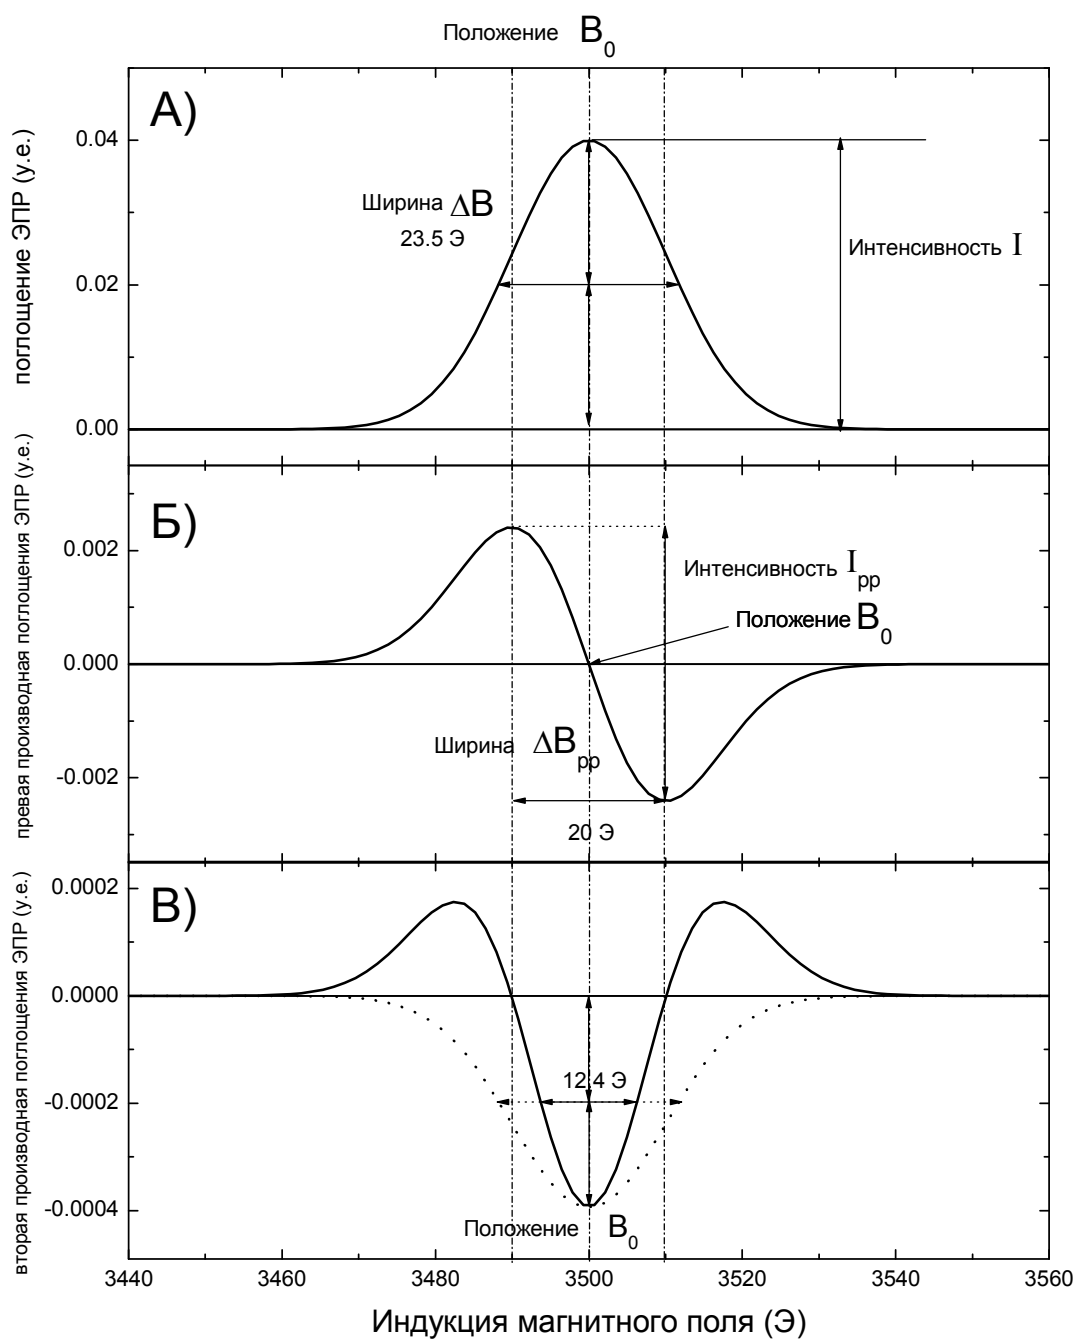 Положение B0
А)
поглощение ЭПР (у.е.)
0.04
0.02
0.00
Ширина ΔB
23.5 Э
Интенсивность I
Б)
превая производная поглощения ЭПР (у.е.)
0.002
0.000
-0.002
Интенсивность Ipp
Положение B0
Ширина ΔBpp
20 Э
В)
вторая производная поглощения ЭПР (у.е.)
0.0002
0.0000
-0.0002
-0.0004
12.4 Э
Положение B0
3440 3460 3480 3500 3520 3540 3560
Индукция магнитного поля (Э)